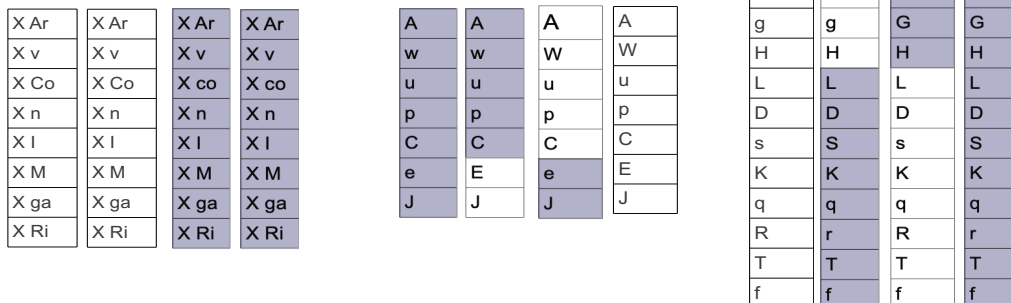 X Ar X Ar X Ar X Ar
X v X v X v X v
X Co X Co X co X co
X n X n X n X n
X I X I X I X I
X M X M X M X M
X ga X ga X ga X ga
X Ri X Ri X Ri X Ri
A A A A
w w W W
u u u u
p p p p
C C C C
e E e E
J J J J
g g G G
H H H H
L L L L
D D D D
s S s S
K K K K
q q q q
R r R r
T T T T
f f f f